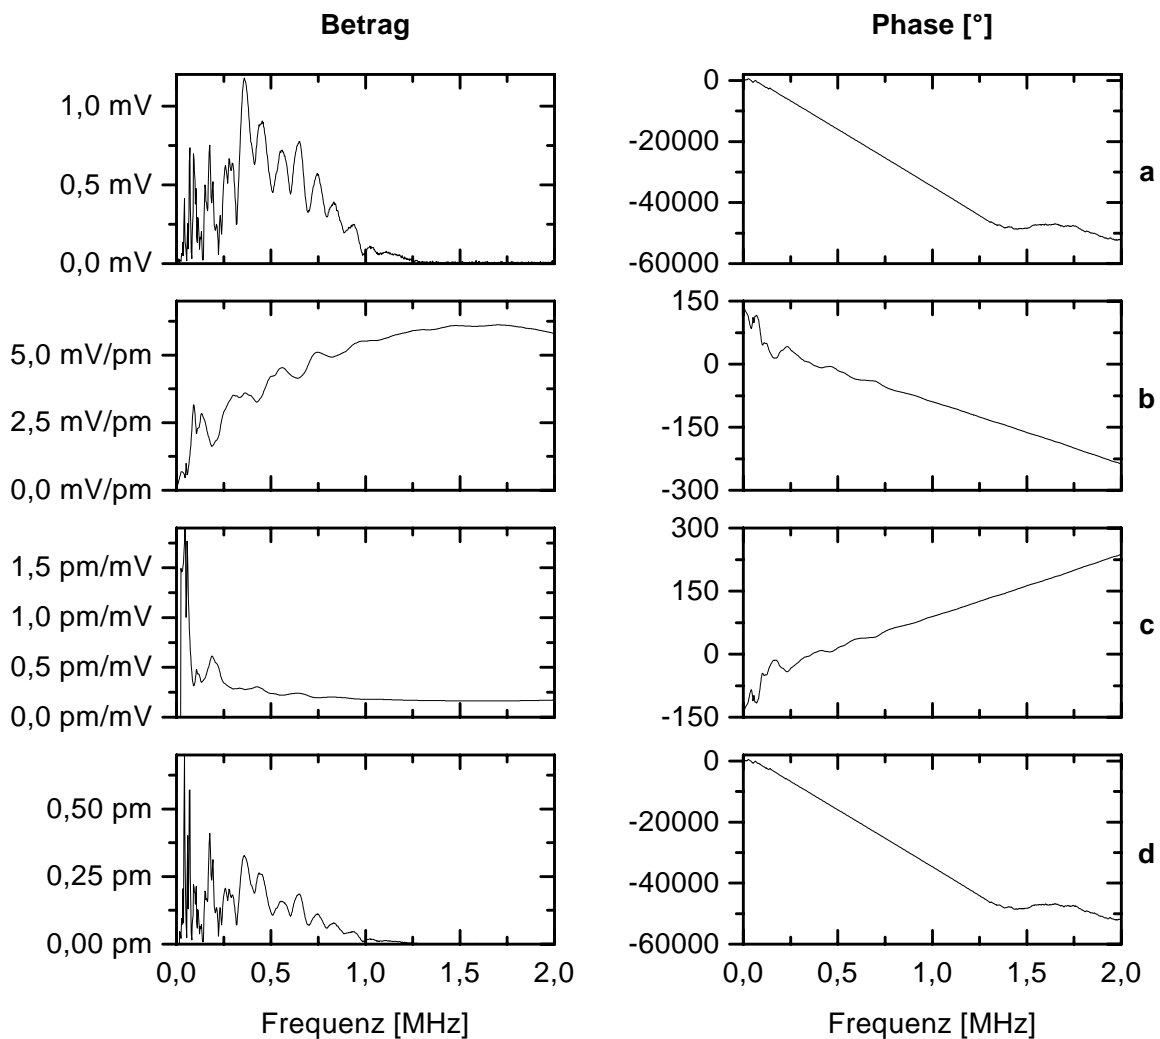 Betrag
Phase [°]
1,0 mV
0,5 mV
0,0 mV
0
-20000
-40000
-60000
a
5,0 mV/pm
2,5 mV/pm
0,0 mV/pm
150
0
-150
-300
b
1,5 pm/mV
1,0 pm/mV
0,5 pm/mV
0,0 pm/mV
300
150
0
-150
c
0,50 pm
0,25 pm
0,00 pm
0
-20000
-40000
-60000
d
0,0 0,5 1,0 1,5 2,0
0,0 0,5 1,0 1,5 2,0
Frequenz [MHz]
Frequenz [MHz]